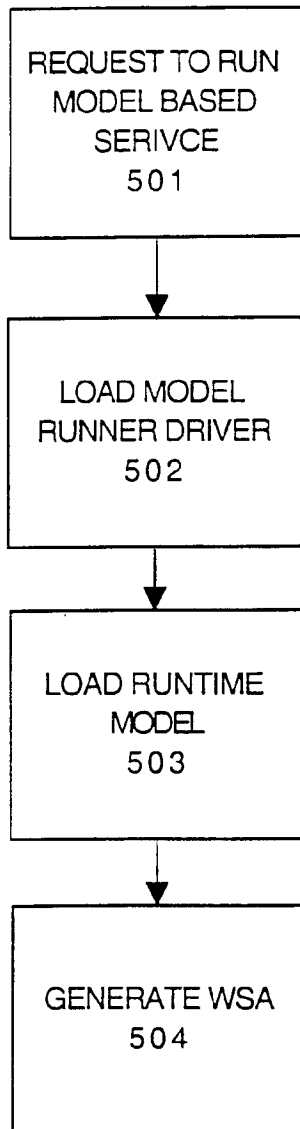 REQUEST TO RUN
MODEL BASED
SERIVCE
501
LOAD MODEL
RUNNER DRIVER
502
LOAD RUNTIME
MODEL
503
GENERATE WSA
504